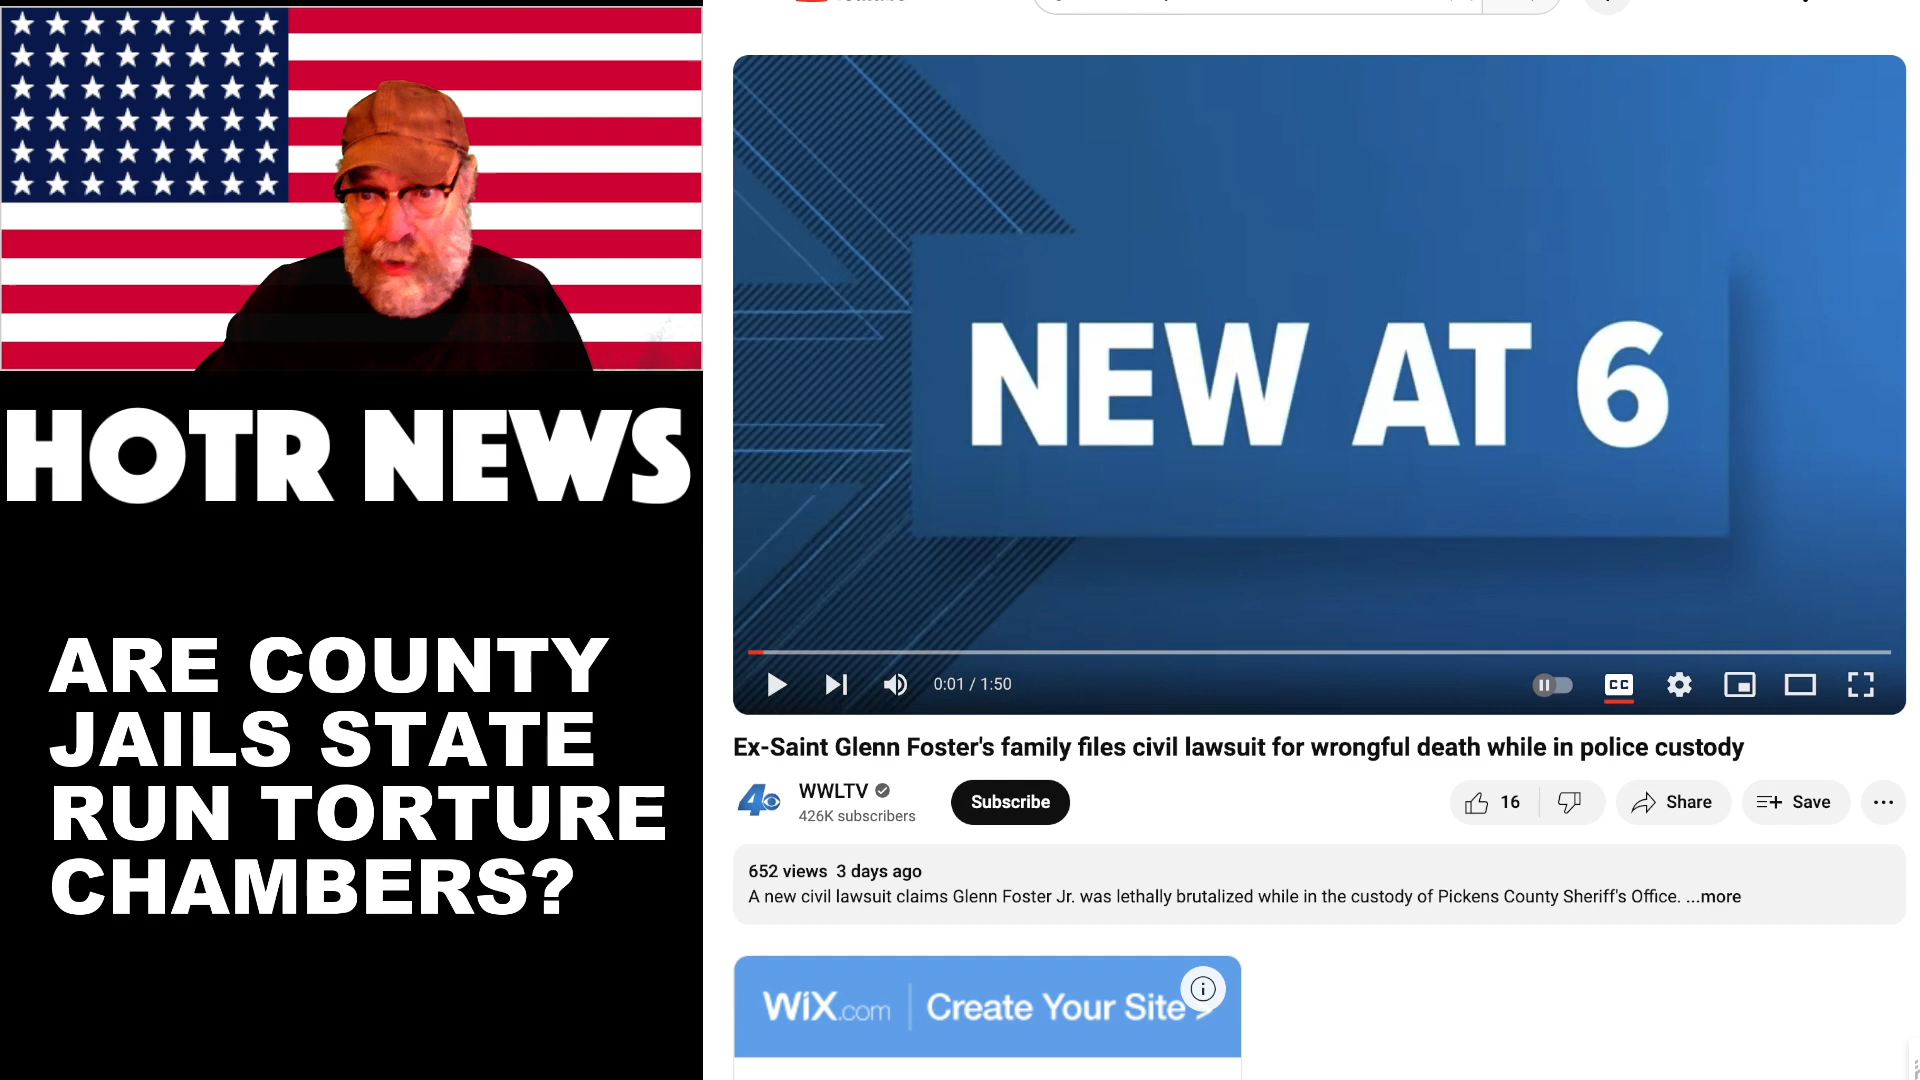 HOTR NEWS
ARE COUNTY
JAILS STATE
RUN TORTURE
CHAMBERS?
NEW AT 6
0:01 / 1:50
CC
Ex-Saint Glenn Foster's family files civil lawsuit for wrongful death while in police custody
4
WWLTV
426K subscribers
Subscribe
16
Share
Save
652 views 3 days ago
A new civil lawsuit claims Glenn Foster Jr. was lethally brutalized while in the custody of Pickens County Sheriff's Office. ...more
WiX.com | Create Your Site